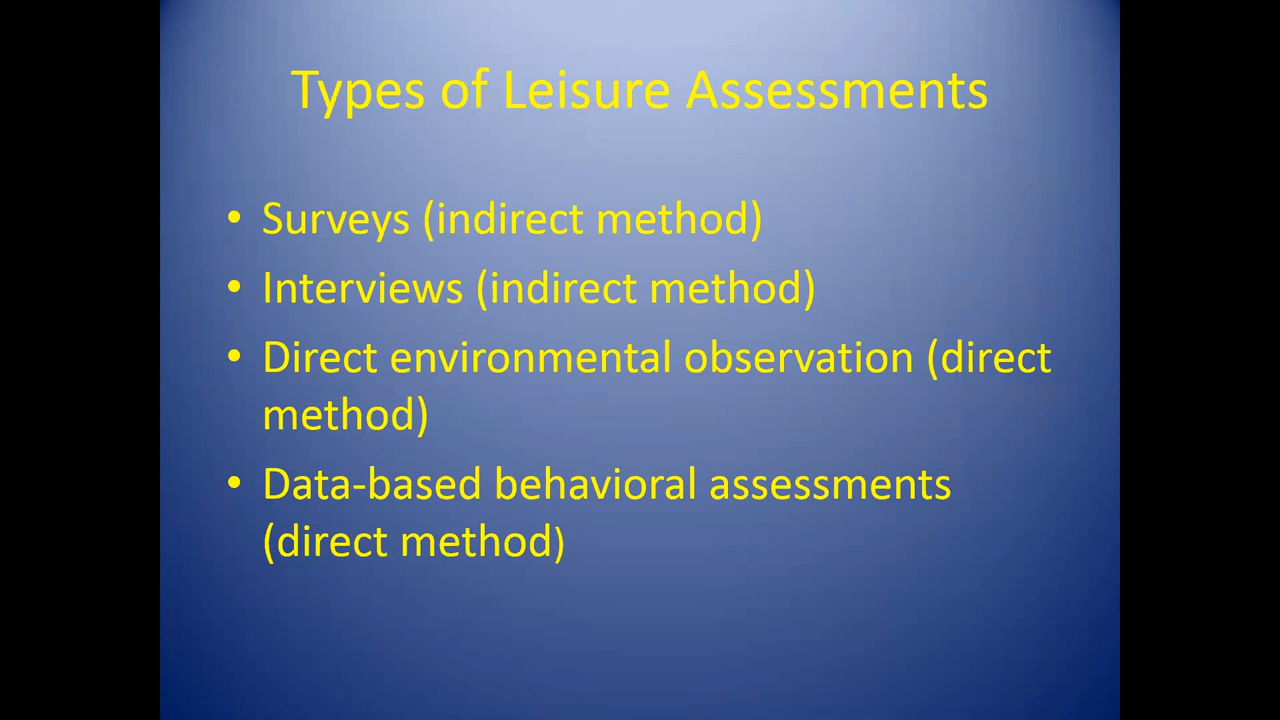 Types of Leisure Assessments
• Surveys (indirect method)
• Interviews (indirect method)
• Direct environmental observation (direct
method)
• Data-based behavioral assessments
(direct method)